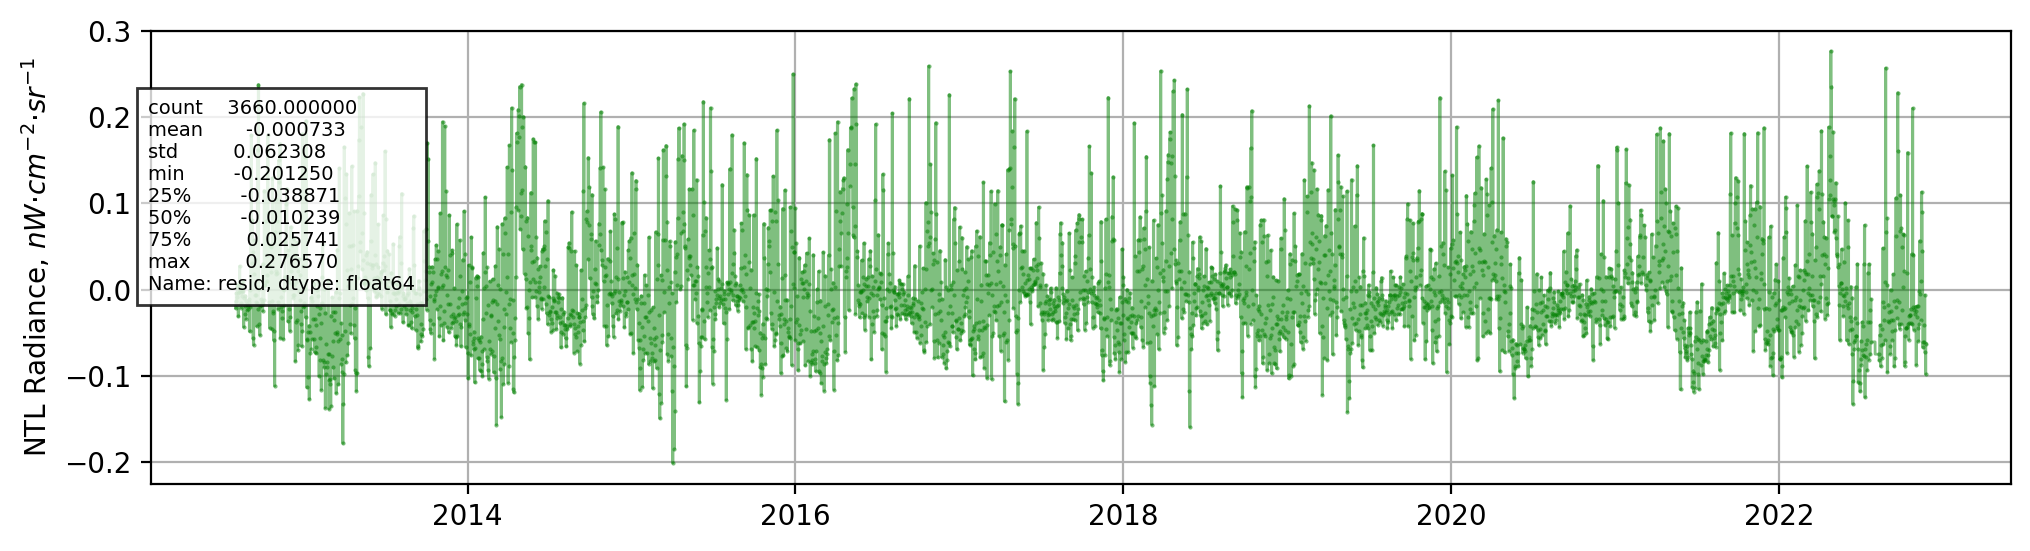 0.3
0.2
0.1
0.0
−0.1
−0.2
NTL Radiance, nW·cm⁻²·sr⁻¹
count 3660.000000
mean -0.000733
std 0.062308
min -0.201250
25% -0.038871
50% -0.010239
75% 0.025741
max 0.276570
Name: resid, dtype: float64
2014 2016 2018 2020 2022